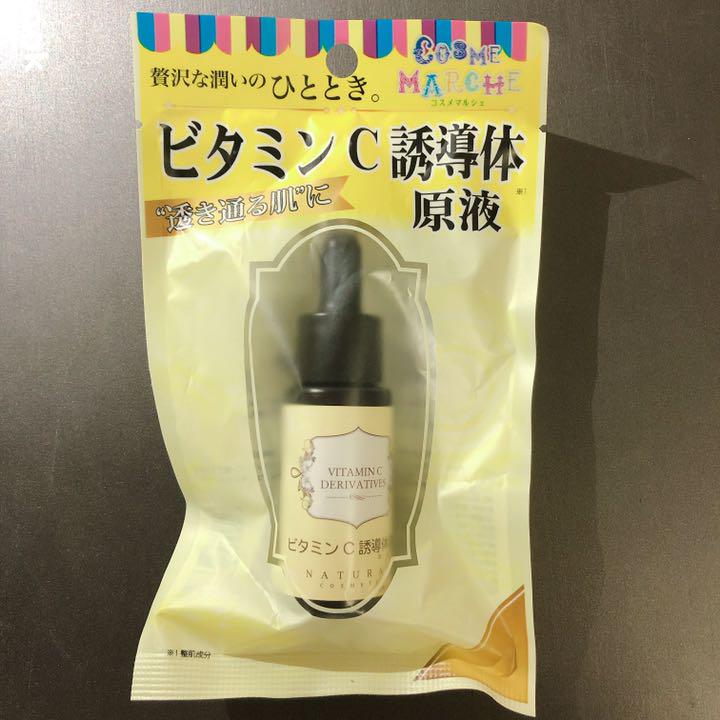 COSME
MARCHE
コスメマルシェ
贅沢な潤いのひととき。
ビタミンC誘導体
原液
※1
“透き通る肌”に
VITAMIN C
DERIVATIVES
ビタミンC誘導体
NATURA
COSMET
※1 整肌成分